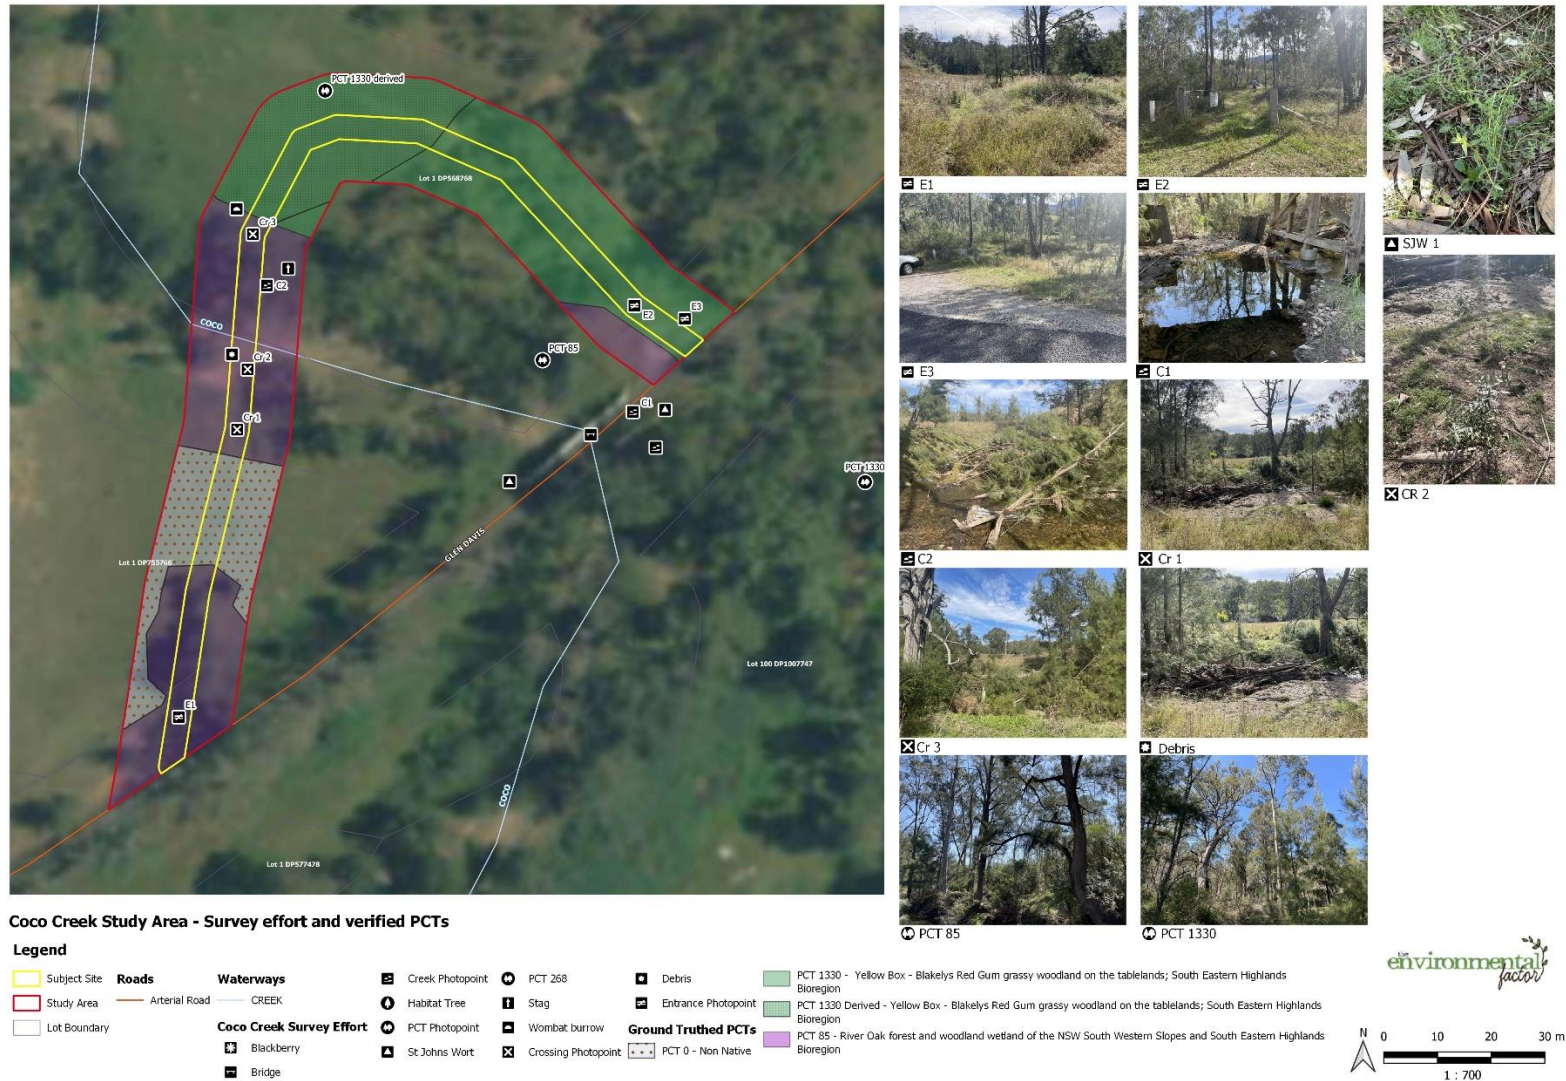 PCT 1330 derived
Lot 1 DP568768
Cr 3
C2
COCO
Cr 2
Cr 1
E2
E3
PCT 85
C1
PCT 1330
GLEN DAVIS
Lot 1 DP755766
E1
Lot 100 DP1007747
COCO
Lot 1 DP577478
E1
E2
SJW 1
E3
C1
C2
Cr 1
CR 2
Cr 3
Debris
PCT 85
PCT 1330
Coco Creek Study Area - Survey effort and verified PCTs
Legend
Subject Site
Study Area
Lot Boundary
Roads
Arterial Road
Waterways
CREEK
Coco Creek Survey Effort
Blackberry
Bridge
Creek Photopoint
Habitat Tree
PCT Photopoint
St Johns Wort
PCT 268
Stag
Wombat burrow
Crossing Photopoint
Debris
Entrance Photopoint
Ground Truthed PCTs
PCT 0 - Non Native
PCT 1330 - Yellow Box - Blakelys Red Gum grassy woodland on the tablelands; South Eastern Highlands
Bioregion
PCT 1330 Derived - Yellow Box - Blakelys Red Gum grassy woodland on the tablelands; South Eastern Highlands
Bioregion
PCT 85 - River Oak forest and woodland wetland of the NSW South Western Slopes and South Eastern Highlands
Bioregion
the
environmental
factor
N
0 10 20 30 m
1 : 700